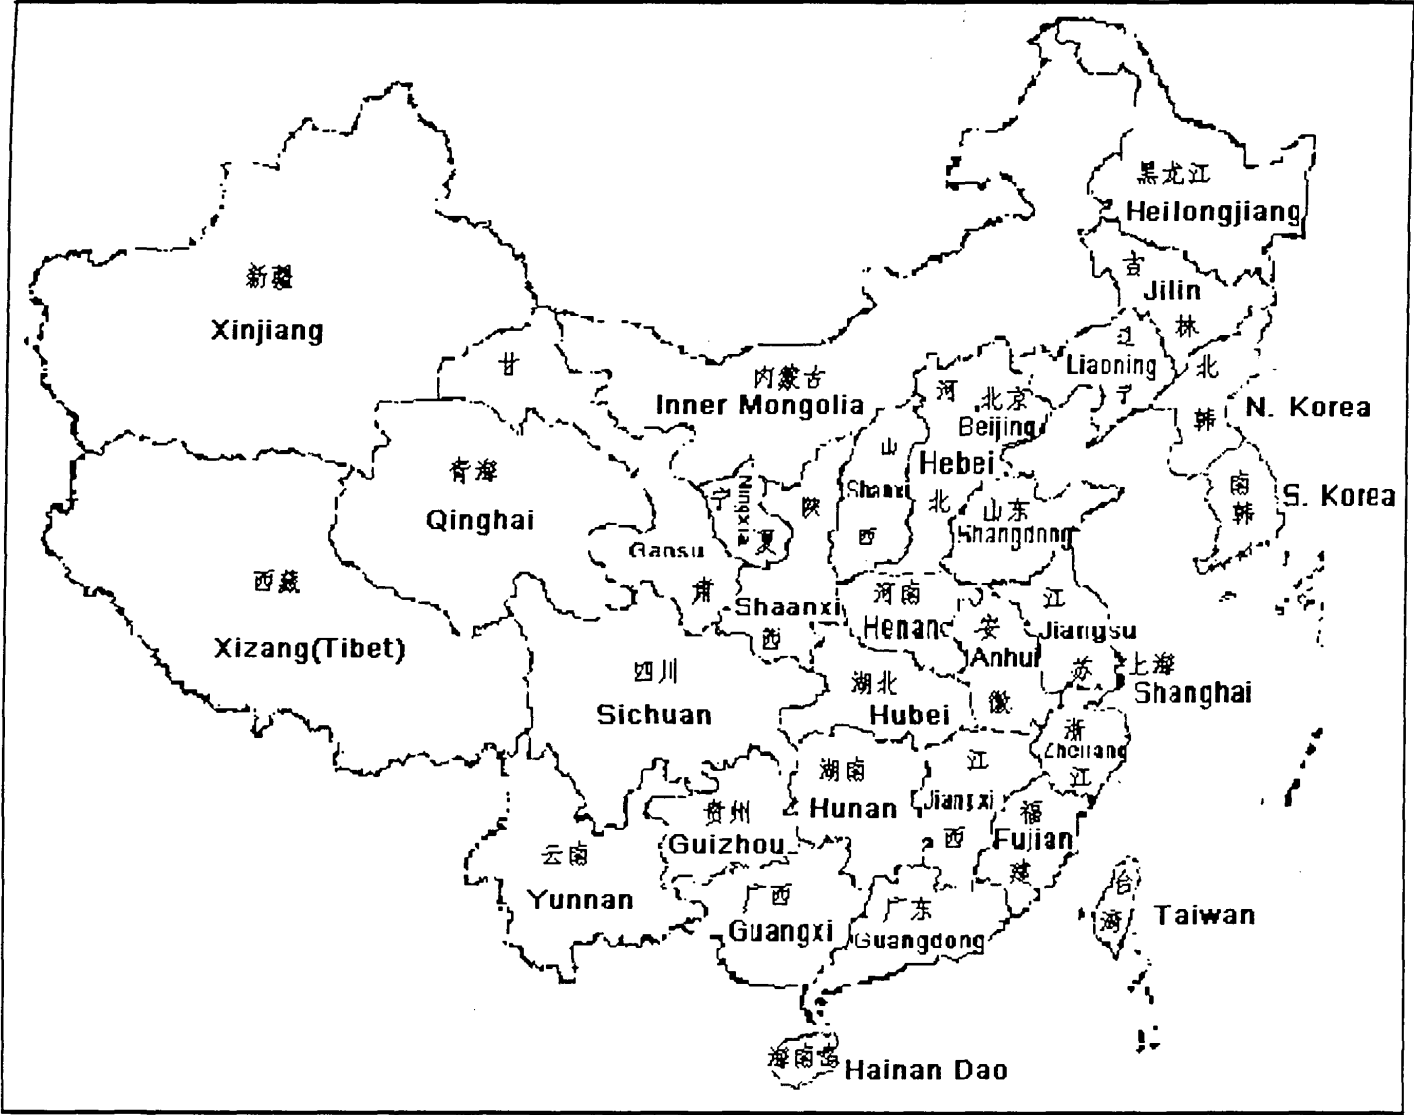 黑龙江
Heilongjiang
吉
Jilin
林
新疆
Xinjiang
辽
Liaoning
宁
北
韩
N. Korea
甘
内蒙古
Inner Mongolia
河
北京
Beijing
Hebei
北
山
Shanxi
西
青海
Qinghai
宁
Ningxia
夏
陕
南
韩
S. Korea
山东
Shangdong
Gansu
肃
西藏
Xizang(Tibet)
Shaanxi
西
河南
Henan
安
Anhui
徽
江
Jiangsu
苏
上海
Shanghai
四川
Sichuan
湖北
Hubei
浙
Zhejiang
江
湖南
Hunan
江
Jiangxi
西
贵州
Guizhou
福
Fujian
建
云南
Yunnan
广西
Guangxi
广东
Guangdong
台
湾
Taiwan
海南岛
Hainan Dao